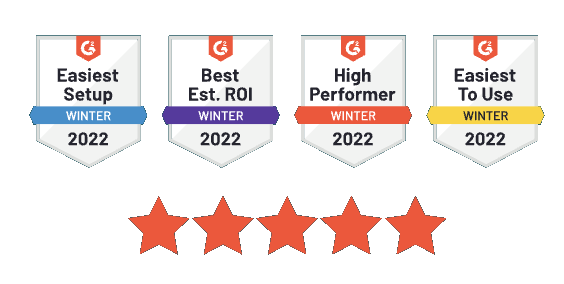 G2
Easiest
Setup
WINTER
2022
G2
Best
Est. ROI
WINTER
2022
G2
High
Performer
WINTER
2022
G2
Easiest
To Use
WINTER
2022